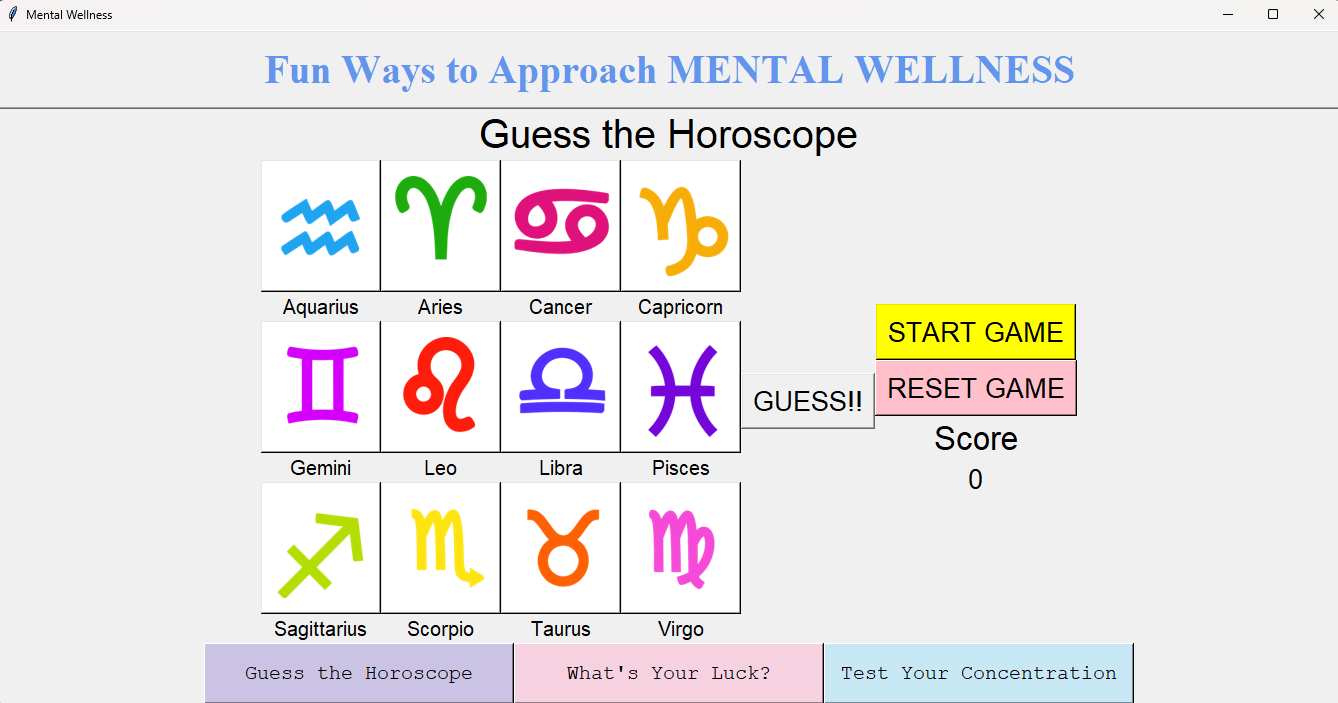 Mental Wellness
Fun Ways to Approach MENTAL WELLNESS
Guess the Horoscope
Aquarius Aries Cancer Capricorn
Gemini Leo Libra Pisces
Sagittarius Scorpio Taurus Virgo
GUESS!!
START GAME
RESET GAME
Score
0
Guess the Horoscope What's Your Luck? Test Your Concentration